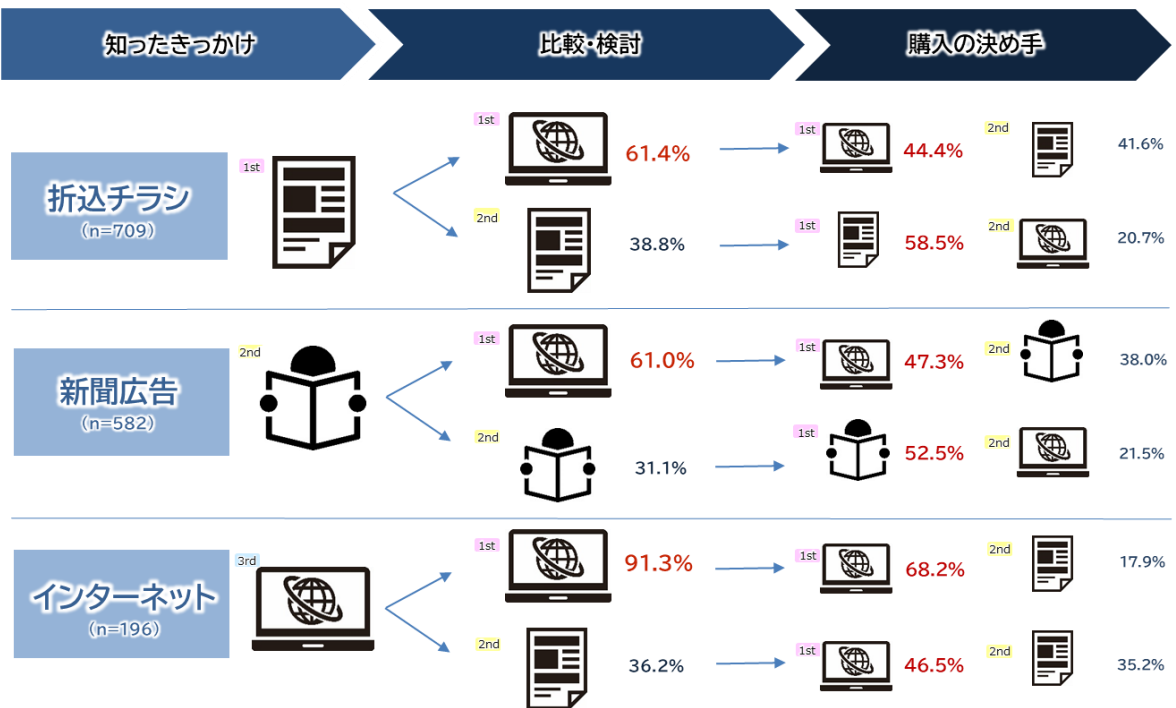 知ったきっかけ
比較・検討
購入の決め手
折込チラシ
(n=709)
1st
1st
61.4%
1st
44.4%
2nd
41.6%
2nd
38.8%
1st
58.5%
2nd
20.7%
新聞広告
(n=582)
2nd
1st
61.0%
1st
47.3%
2nd
38.0%
2nd
31.1%
1st
52.5%
2nd
21.5%
インターネット
(n=196)
3rd
1st
91.3%
1st
68.2%
2nd
17.9%
2nd
36.2%
1st
46.5%
2nd
35.2%